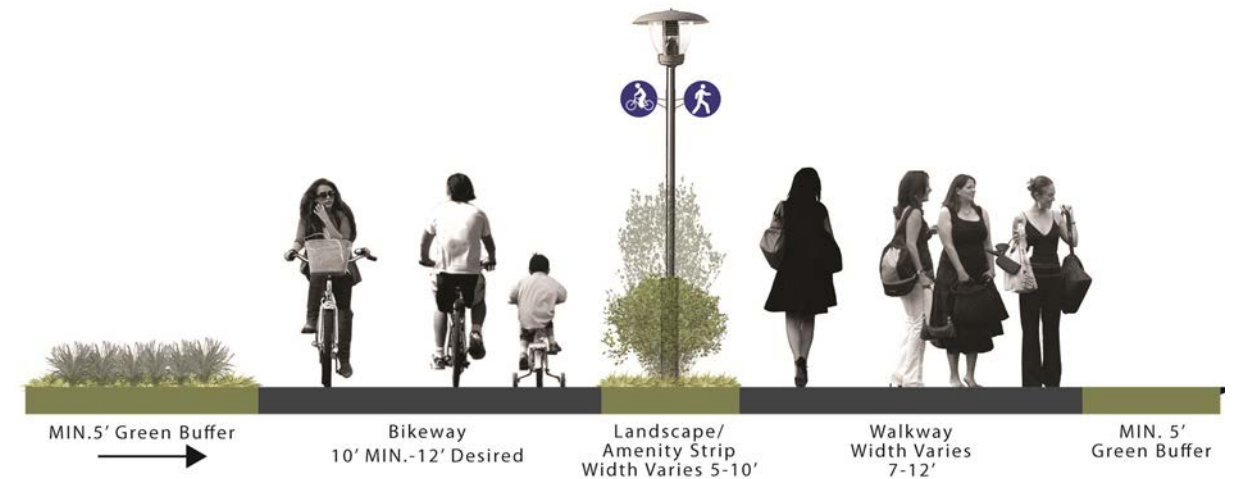 MIN.5' Green Buffer
Bikeway
10' MIN.-12' Desired
Landscape/
Amenity Strip
Width Varies 5-10'
Walkway
Width Varies
7-12'
MIN. 5'
Green Buffer